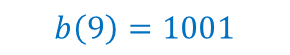 b(9) = 1001